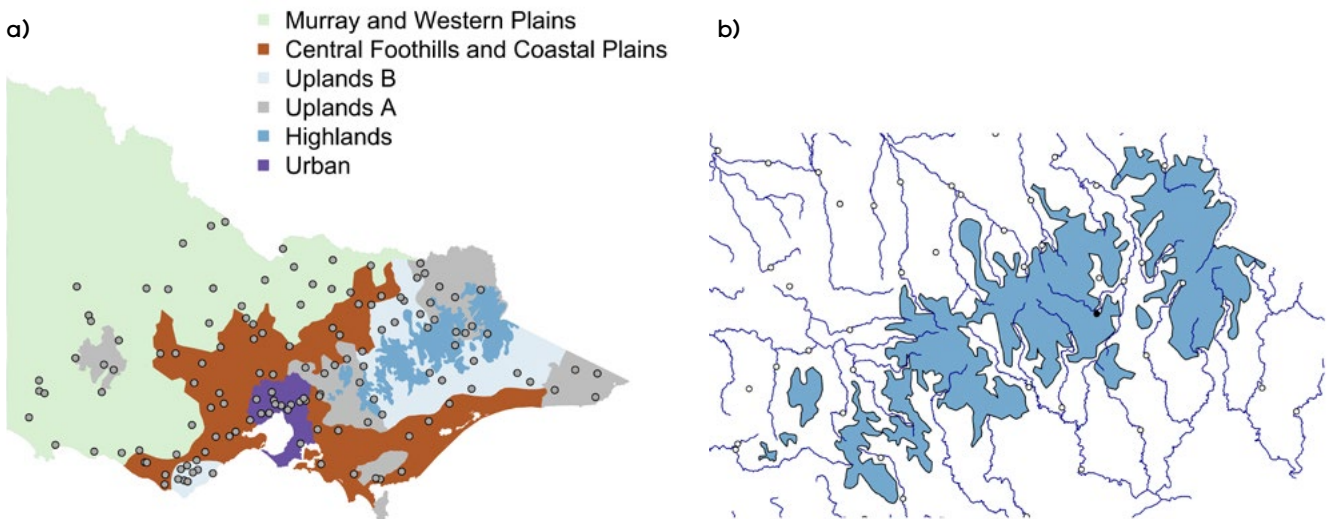 a)
Murray and Western Plains
Central Foothills and Coastal Plains
Uplands B
Uplands A
Highlands
Urban
b)